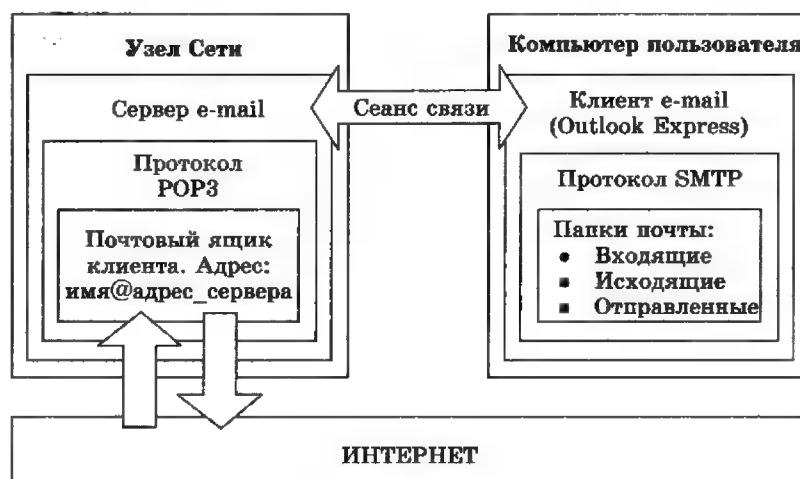 Узел Сети
Сервер e-mail
Протокол
POP3
Почтовый ящик
клиента. Адрес:
имя@адрес_сервера
Сеанс связи
Компьютер пользователя
Клиент e-mail
(Outlook Express)
Протокол SMTP
Папки почты:
● Входящие
■ Исходящие
■ Отправленные
ИНТЕРНЕТ